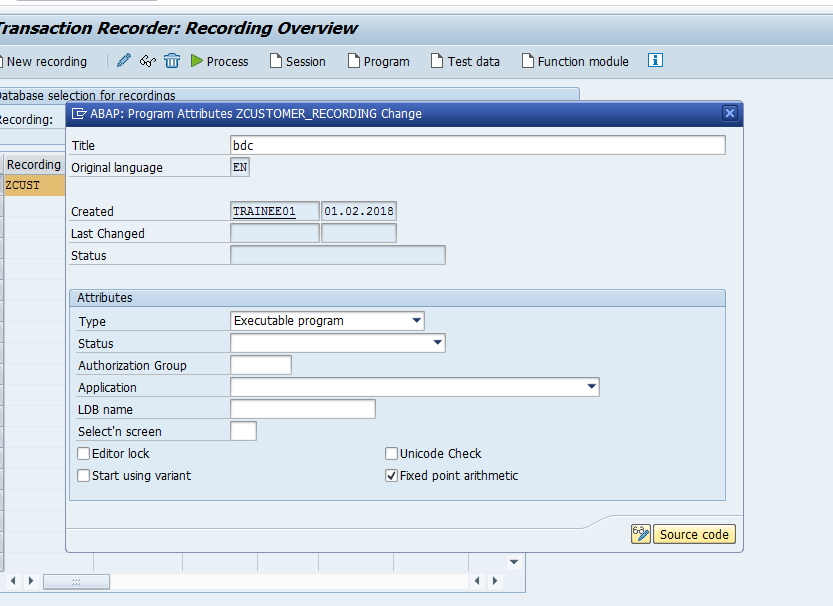 Transaction Recorder: Recording Overview
New recording Process Session Program Test data Function module
Database selection for recordings
Recording:
ABAP: Program Attributes ZCUSTOMER_RECORDING Change
Title bdc
Original language EN
Recording
ZCUST
Created TRAINEE01 01.02.2018
Last Changed
Status
Attributes
Type Executable program
Status
Authorization Group
Application
LDB name
Select'n screen
Editor lock Unicode Check
Start using variant Fixed point arithmetic
Source code